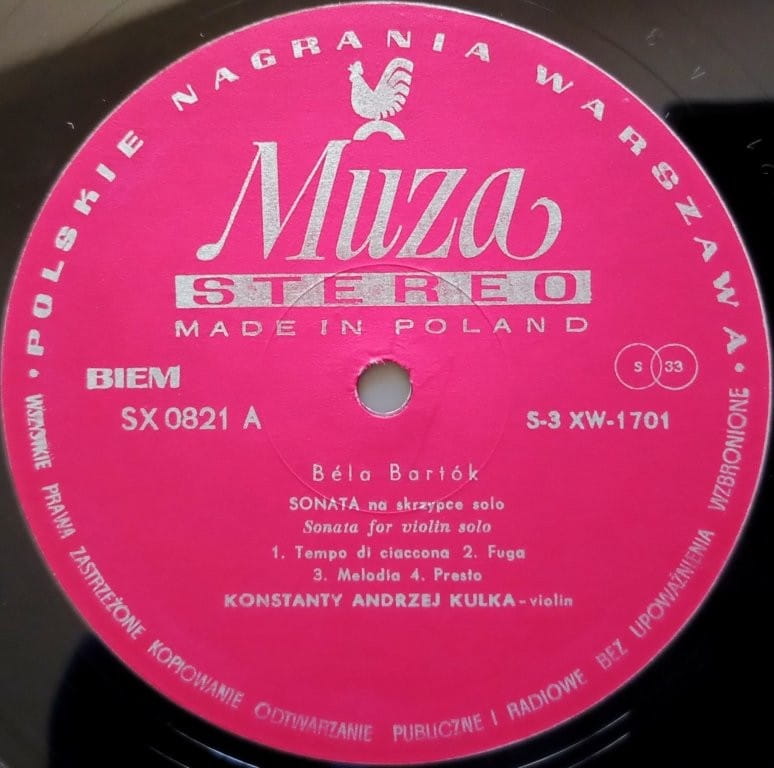 • POLSKIE NAGRANIA WARSZAWA •
Muza
STEREO
MADE IN POLAND
BIEM
S 33
SX 0821 A
S-3 XW-1701
Béla Bartók
SONATA na skrzypce solo
Sonata for violin solo
1. Tempo di ciaccona 2. Fuga
3. Melodia 4. Presto
KONSTANTY ANDRZEJ KULKA - violin
WSZYSTKIE PRAWA ZASTRZEŻONE KOPIOWANIE ODTWARZANIE PUBLICZNE I RADIOWE BEZ UPOWAŻNIENIA WZBRONIONE